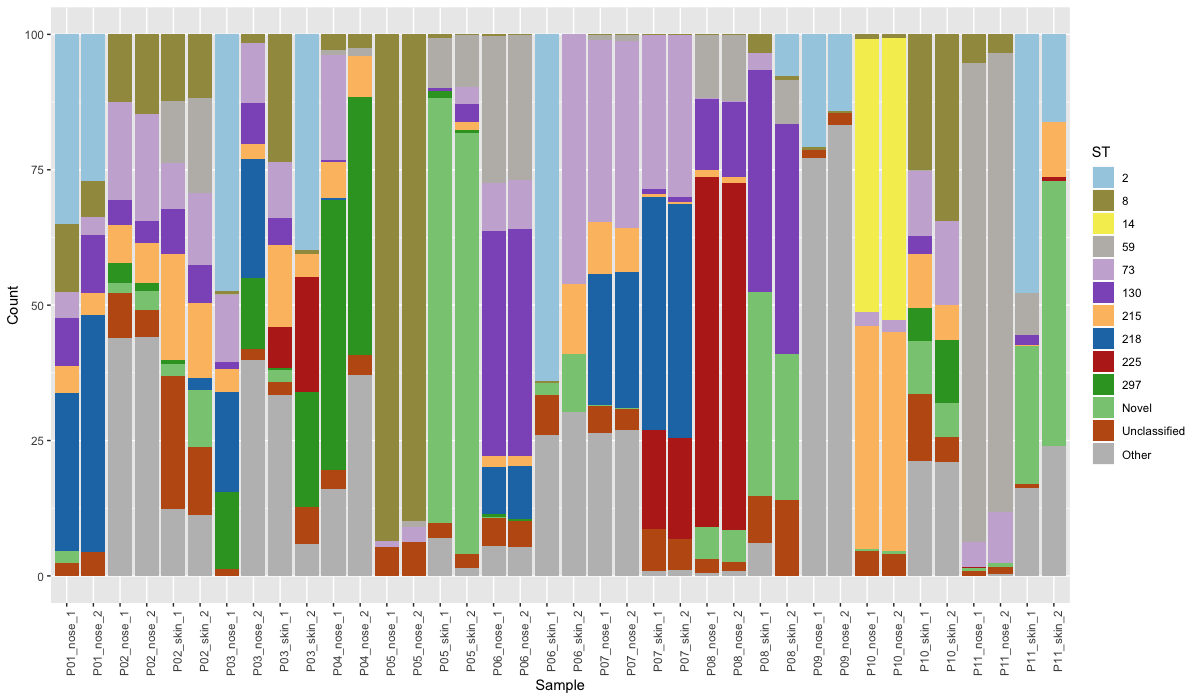 100
75
50
25
0
Count
P01_nose_1
P01_nose_2
P02_nose_1
P02_nose_2
P02_skin_1
P02_skin_2
P03_nose_1
P03_nose_2
P03_skin_1
P03_skin_2
P04_nose_1
P04_nose_2
P05_nose_1
P05_nose_2
P05_skin_1
P05_skin_2
P06_nose_1
P06_nose_2
P06_skin_1
P06_skin_2
P07_nose_1
P07_nose_2
P07_skin_1
P07_skin_2
P08_nose_1
P08_nose_2
P08_skin_1
P08_skin_2
P09_nose_1
P09_nose_2
P10_nose_1
P10_nose_2
P10_skin_1
P10_skin_2
P11_nose_1
P11_nose_2
P11_skin_1
P11_skin_2
Sample
ST
2
8
14
59
73
130
215
218
225
297
Novel
Unclassified
Other